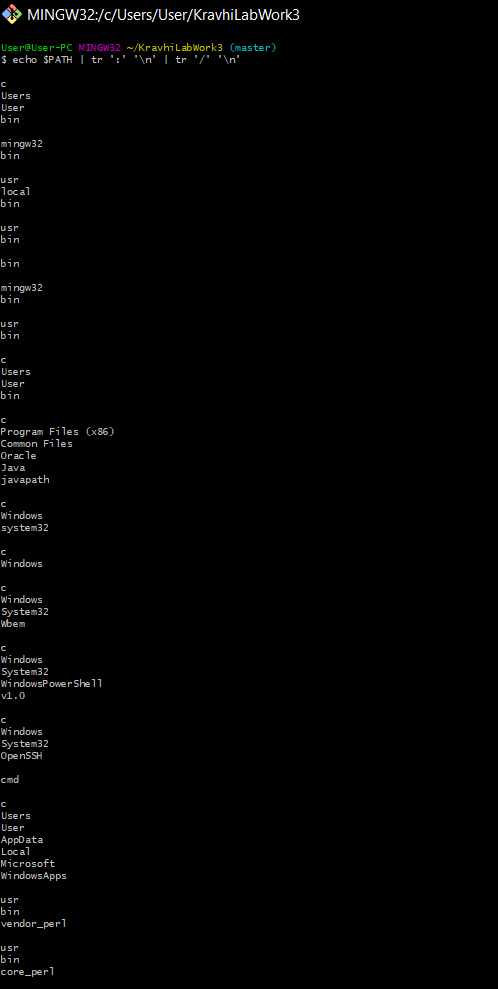 MINGW32:/c/Users/User/KravhiLabWork3
User@User-PC MINGW32 ~/KravhiLabWork3 (master)
$ echo $PATH | tr ':' '\n' | tr '/' '\n'
c
Users
User
bin
mingw32
bin
usr
local
bin
usr
bin
bin
mingw32
bin
usr
bin
c
Users
User
bin
c
Program Files (x86)
Common Files
Oracle
Java
javapath
c
Windows
system32
c
Windows
c
Windows
System32
Wbem
c
Windows
System32
WindowsPowerShell
v1.0
c
Windows
System32
OpenSSH
cmd
c
Users
User
AppData
Local
Microsoft
WindowsApps
usr
bin
vendor_perl
usr
bin
core_perl